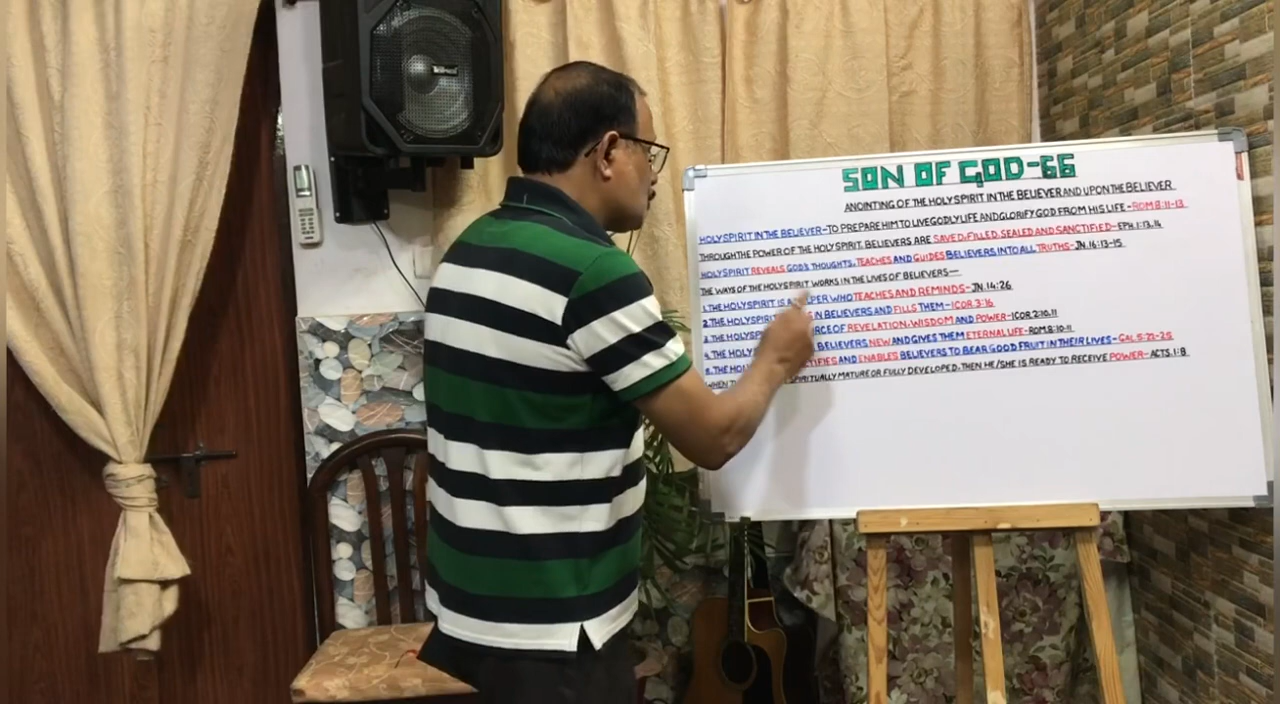 SON OF GOD-66
ANOINTING OF THE HOLY SPIRIT IN THE BELIEVER AND UPON THE BELIEVER
HOLY SPIRIT IN THE BELIEVER-TO PREPARE HIM TO LIVE GODLY LIFE AND GLORIFY GOD FROM HIS LIFE-ROM.8:11-13
THROUGH THE POWER OF THE HOLY SPIRIT, BELIEVERS ARE SAVED, FILLED, SEALED AND SANCTIFIED-EPH.1:13,14
HOLY SPIRIT REVEALS GOD'S THOUGHTS, TEACHES AND GUIDES BELIEVERS INTO ALL TRUTHS-JN.16:13-15
THE WAYS OF THE HOLY SPIRIT WORKS IN THE LIVES OF BELIEVERS—
1.THE HOLY SPIRIT IS A WHO TEACHES AND REMINDS-JN.14:26
2.THE HOLY SPIRIT IN BELIEVERS AND FILLS THEM-1COR.3:16
3.THE HOLY OF REVELATION, WISDOM AND POWER-1COR.2:10,11
4.THE BELIEVERS NEW AND GIVES THEM ETERNAL LIFE-ROM.8:10-11
THE AND ENABLES BELIEVERS TO BEAR GOOD FRUIT IN THEIR LIVES-GAL.5:22-25
WHEN SPIRITUALLY MATURE OR FULLY DEVELOPED, THEN HE/SHE IS READY TO RECEIVE POWER-ACTS.1:8